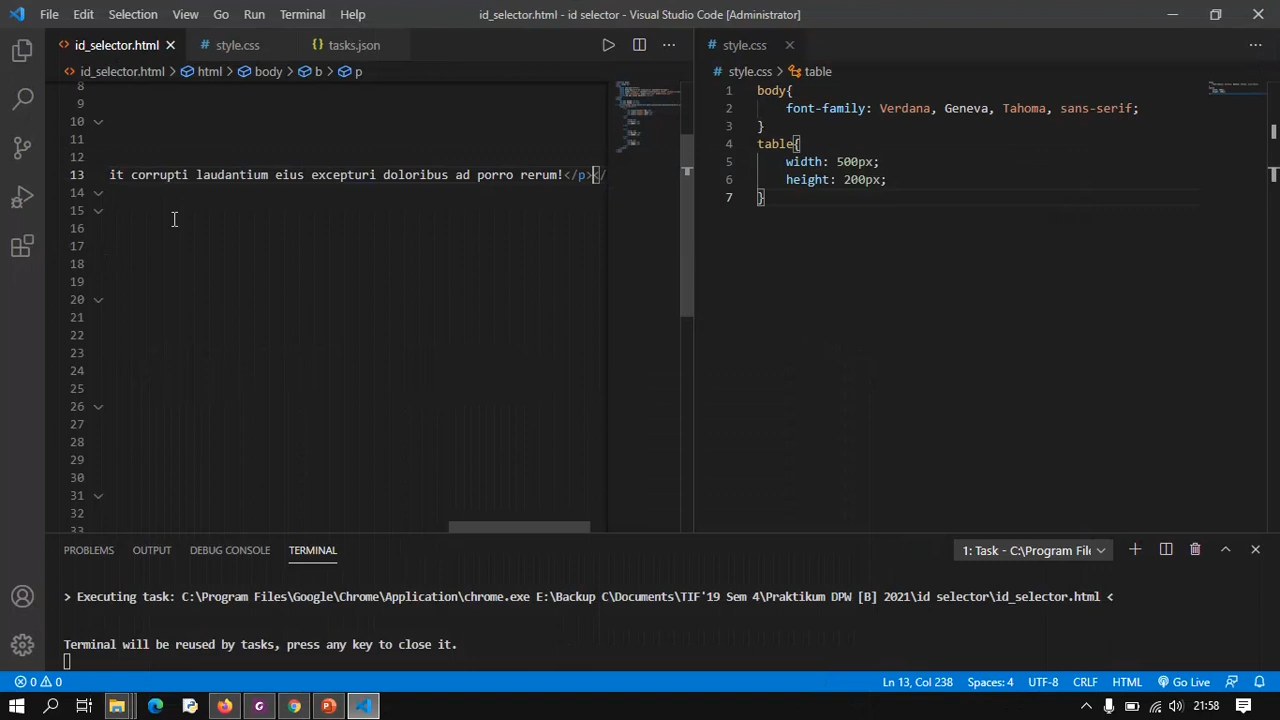 File Edit Selection View Go Run Terminal Help
id_selector.html - id selector - Visual Studio Code [Administrator]
id_selector.html
style.css
tasks.json
style.css
id_selector.html > html > body > b > p
style.css > table
8
9
10
11
12
13 it corrupti laudantium eius excepturi doloribus ad porro rerum!</p></
14
15
16
17
18
19
20
21
22
23
24
25
26
27
28
29
30
31
32
33
1 body{
2 font-family: Verdana, Geneva, Tahoma, sans-serif;
3 }
4 table{
5 width: 500px;
6 height: 200px;
7 }
PROBLEMS OUTPUT DEBUG CONSOLE TERMINAL
1: Task - C:\Program File
> Executing task: C:\Program Files\Google\Chrome\Application\chrome.exe E:\Backup C\Documents\TIF'19 Sem 4\Praktikum DPW [B] 2021\id selector\id_selector.html <
Terminal will be reused by tasks, press any key to close it.
0 0
Ln 13, Col 238 Spaces: 4 UTF-8 CRLF HTML Go Live
21:58